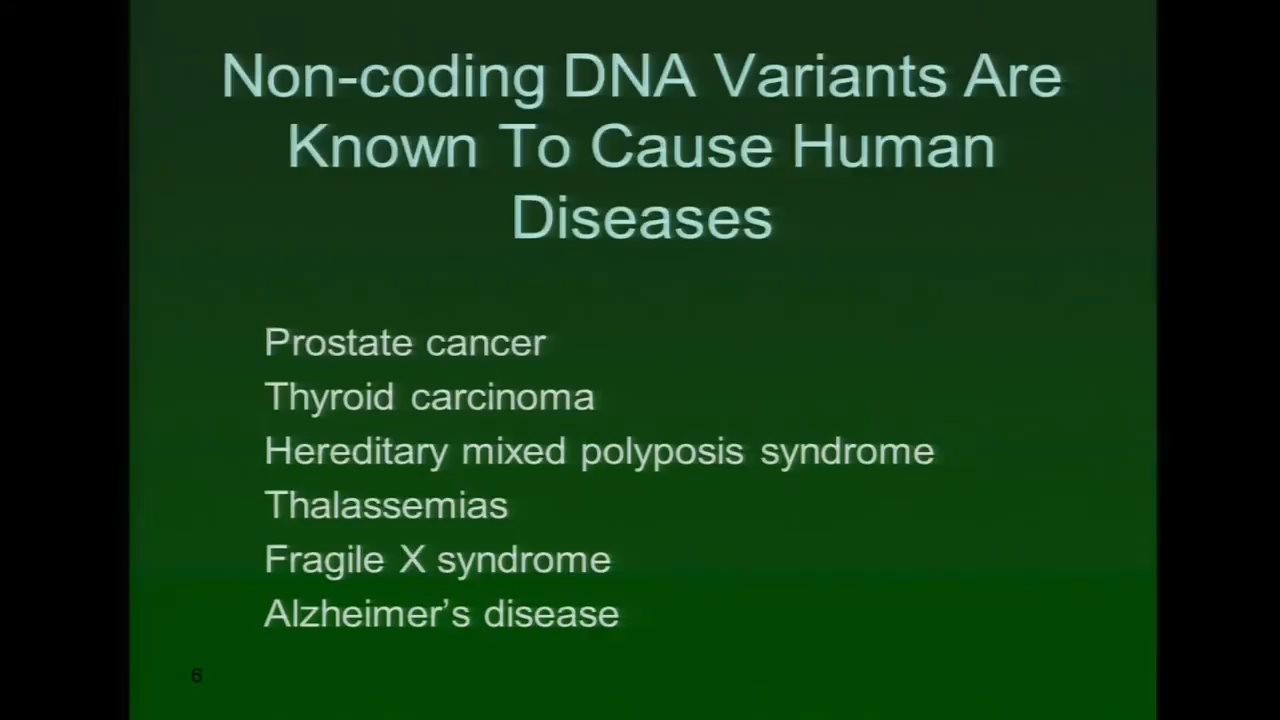 Non-coding DNA Variants Are
Known To Cause Human
Diseases
Prostate cancer
Thyroid carcinoma
Hereditary mixed polyposis syndrome
Thalassemias
Fragile X syndrome
Alzheimer’s disease
6